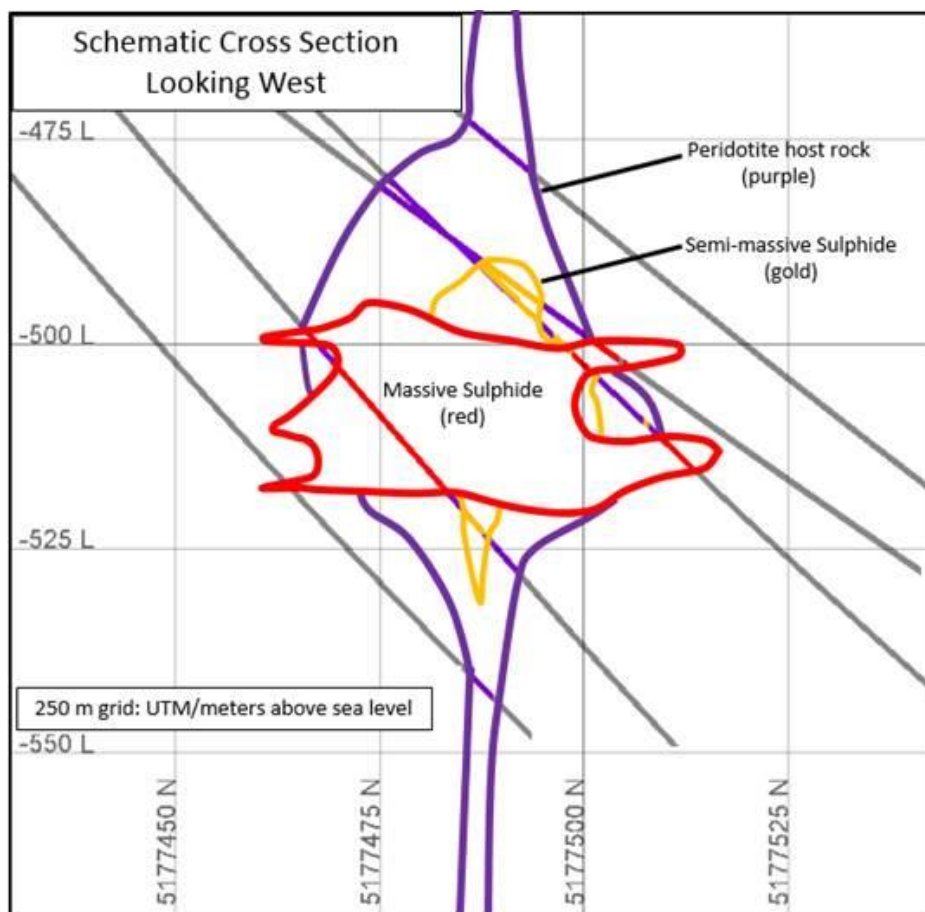 Schematic Cross Section
Looking West
-475 L
Peridotite host rock
(purple)
Semi-massive Sulphide
(gold)
-500 L
Massive Sulphide
(red)
-525 L
250 m grid: UTM/meters above sea level
-550 L
5177450 N
5177475 N
5177500 N
5177525 N